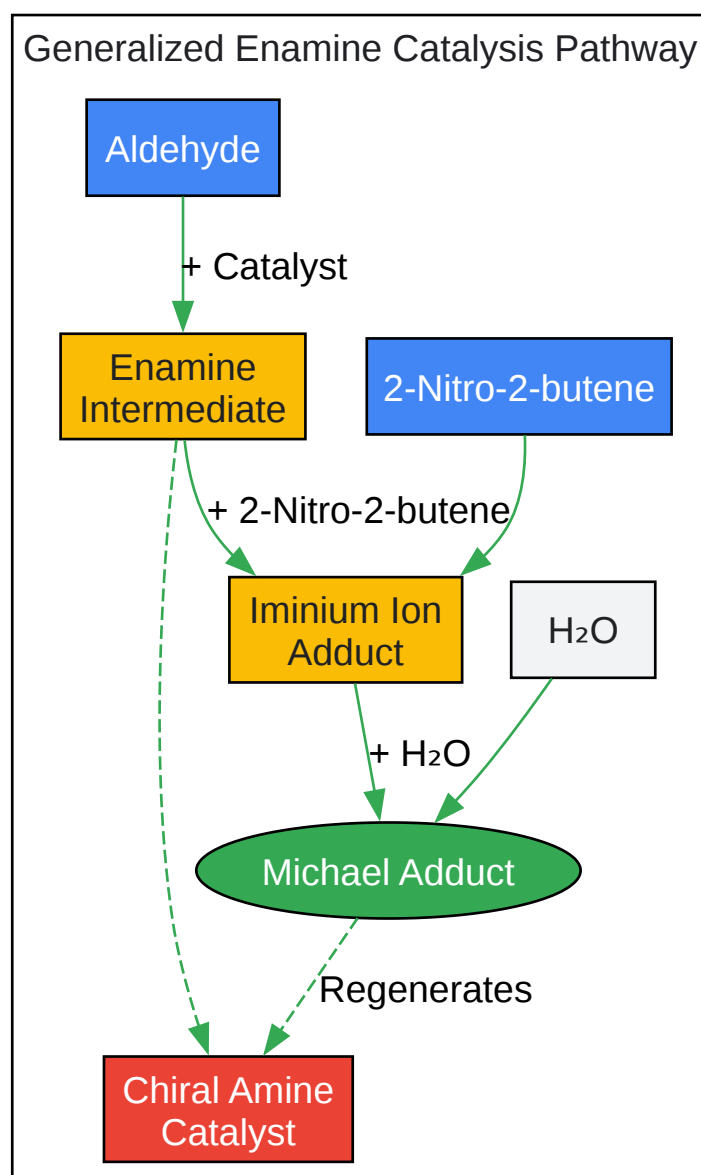 Generalized Enamine Catalysis Pathway
Aldehyde
+ Catalyst
Enamine
Intermediate
2-Nitro-2-butene
+ 2-Nitro-2-butene
Iminium Ion
Adduct
H₂O
+ H₂O
Michael Adduct
Regenerates
Chiral Amine
Catalyst